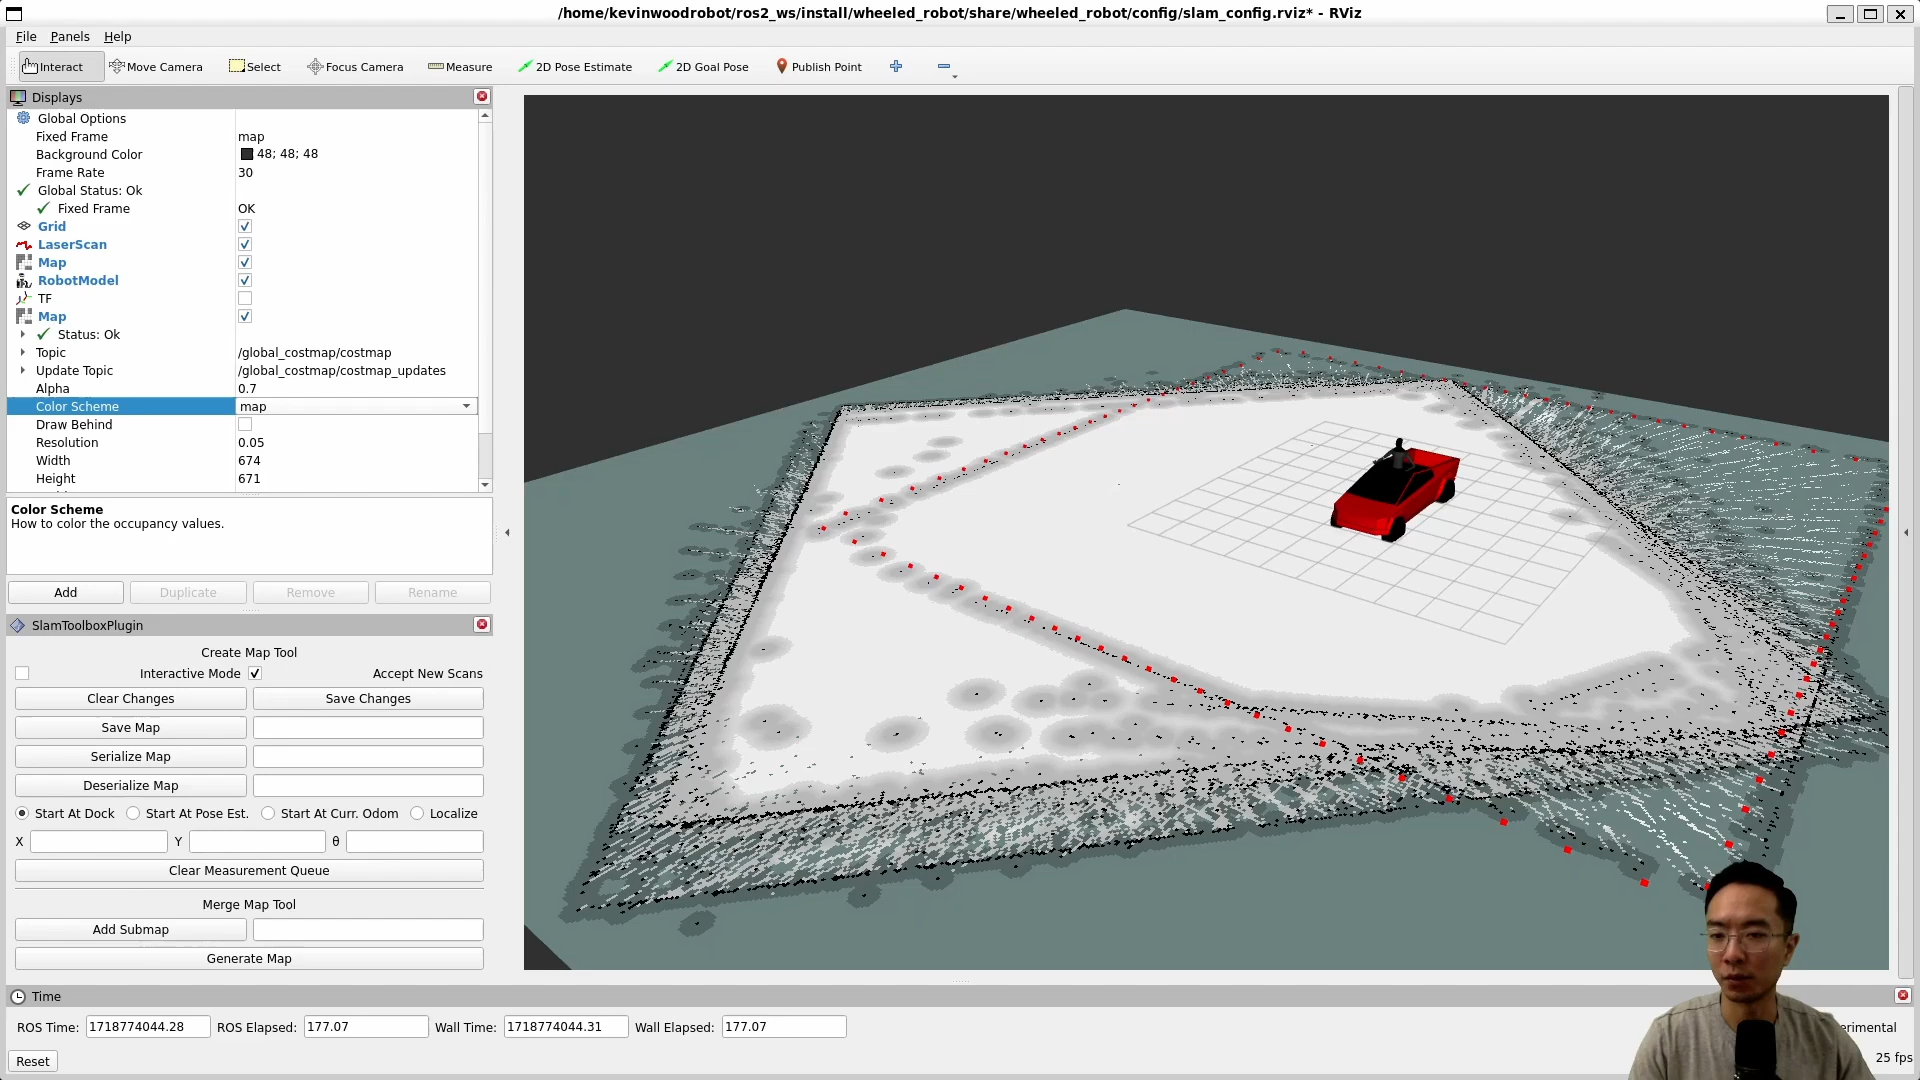 /home/kevinwoodrobot/ros2_ws/install/wheeled_robot/share/wheeled_robot/config/slam_config.rviz* - RViz
File Panels Help
Interact Move Camera Select Focus Camera Measure 2D Pose Estimate 2D Goal Pose Publish Point
Displays
Global Options
Fixed Frame map
Background Color 48; 48; 48
Frame Rate 30
Global Status: Ok
Fixed Frame OK
Grid
LaserScan
Map
RobotModel
TF
Map
Status: Ok
Topic /global_costmap/costmap
Update Topic /global_costmap/costmap_updates
Alpha 0.7
Color Scheme map
Draw Behind
Resolution 0.05
Width 674
Height 671
Color Scheme
How to color the occupancy values.
Add Duplicate Remove Rename
SlamToolboxPlugin
Create Map Tool
Interactive Mode Accept New Scans
Clear Changes Save Changes
Save Map
Serialize Map
Deserialize Map
Start At Dock Start At Pose Est. Start At Curr. Odom Localize
X Y θ
Clear Measurement Queue
Merge Map Tool
Add Submap
Generate Map
Time
ROS Time: 1718774044.28 ROS Elapsed: 177.07 Wall Time: 1718774044.31 Wall Elapsed: 177.07 erimental
Reset 25 fps